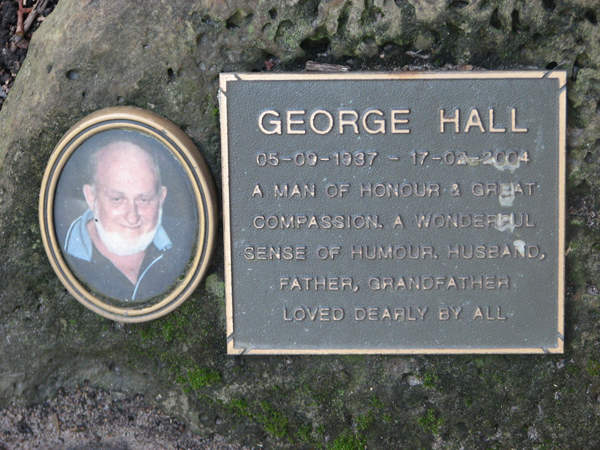 GEORGE HALL
05-09-1937 - 17-02-2004
A MAN OF HONOUR & GREAT
COMPASSION. A WONDERFUL
SENSE OF HUMOUR. HUSBAND,
FATHER, GRANDFATHER
LOVED DEARLY BY ALL